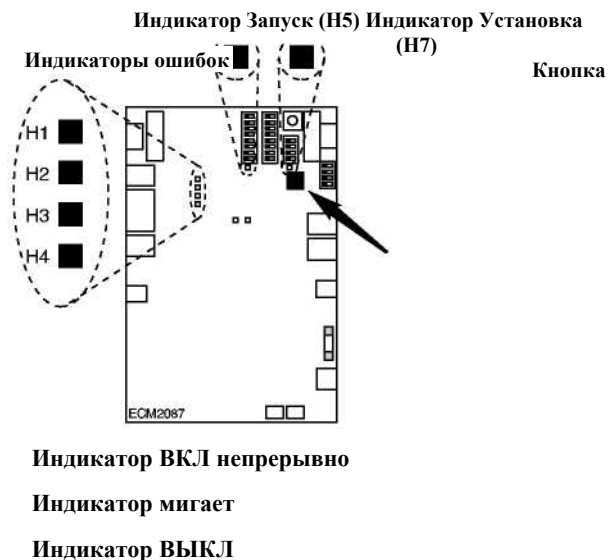 Индикатор Запуск (H5) Индикатор Установка
(H7)
Индикаторы ошибок
Кнопка
H1
H2
H3
H4
ECM2087
Индикатор ВКЛ непрерывно
Индикатор мигает
Индикатор ВЫКЛ